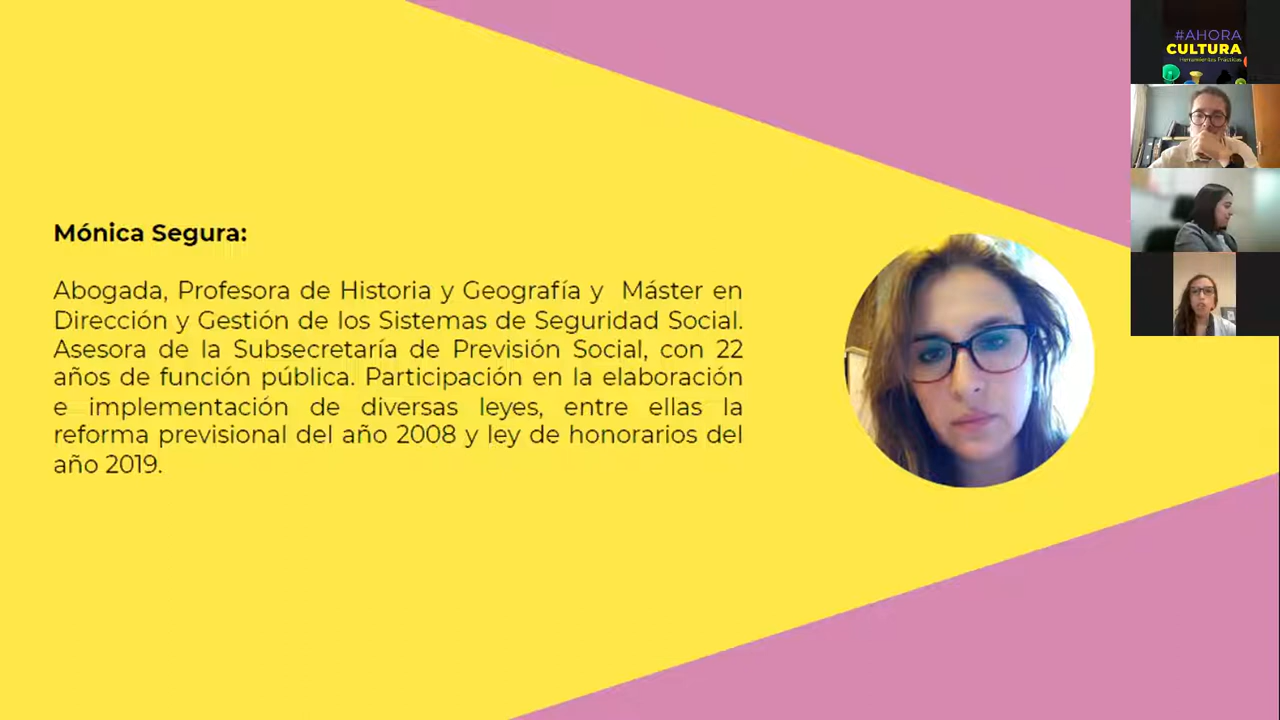 Mónica Segura:
Abogada, Profesora de Historia y Geografía y Máster en
Dirección y Gestión de los Sistemas de Seguridad Social.
Asesora de la Subsecretaría de Previsión Social, con 22
años de función pública. Participación en la elaboración
e implementación de diversas leyes, entre ellas la
reforma previsional del año 2008 y ley de honorarios del
año 2019.
#AHORA
CULTURA
Herramientas Prácticas